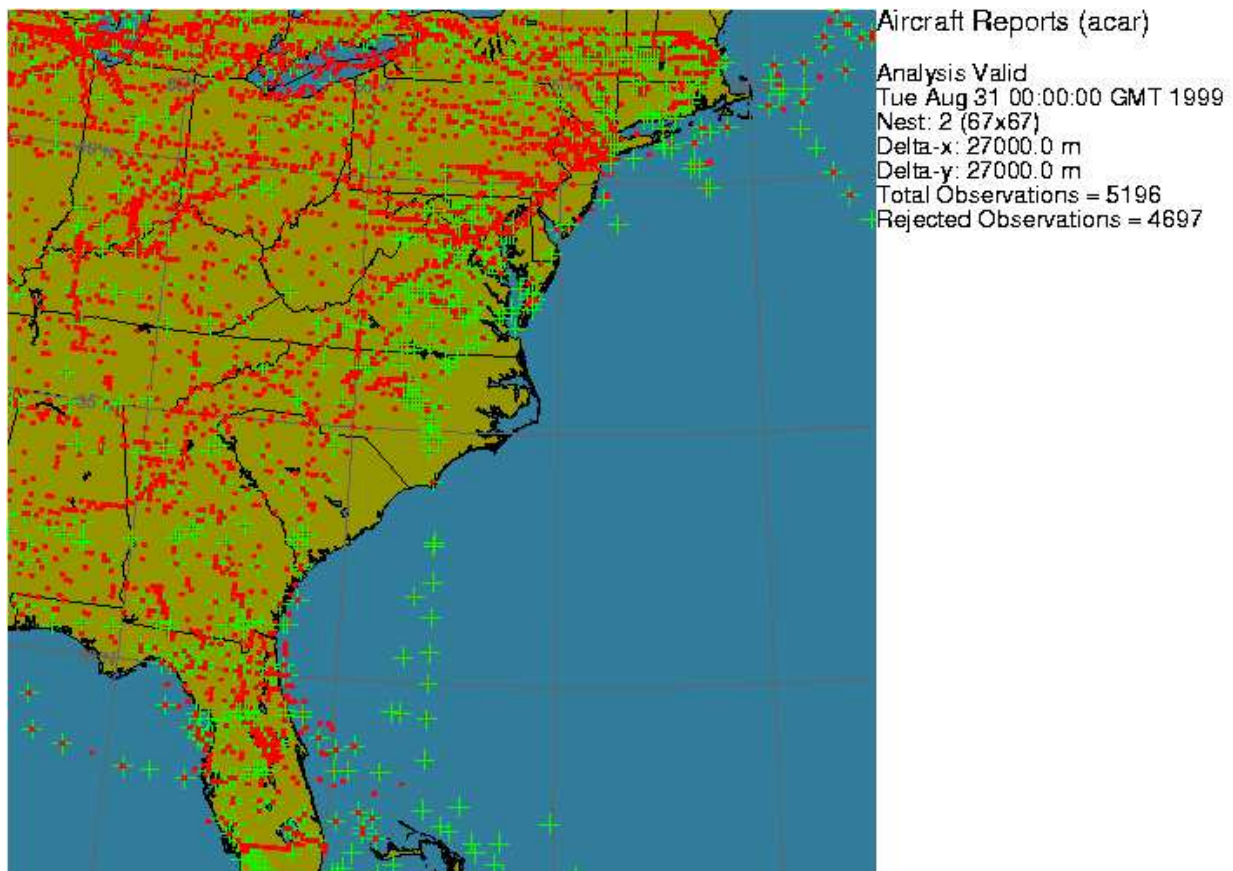 Aircraft Reports (acar)
Analysis Valid
Tue Aug 31 00:00:00 GMT 1999
Nest: 2 (67x67)
Delta-x: 27000.0 m
Delta-y: 27000.0 m
Total Observations = 5196
Rejected Observations = 4697